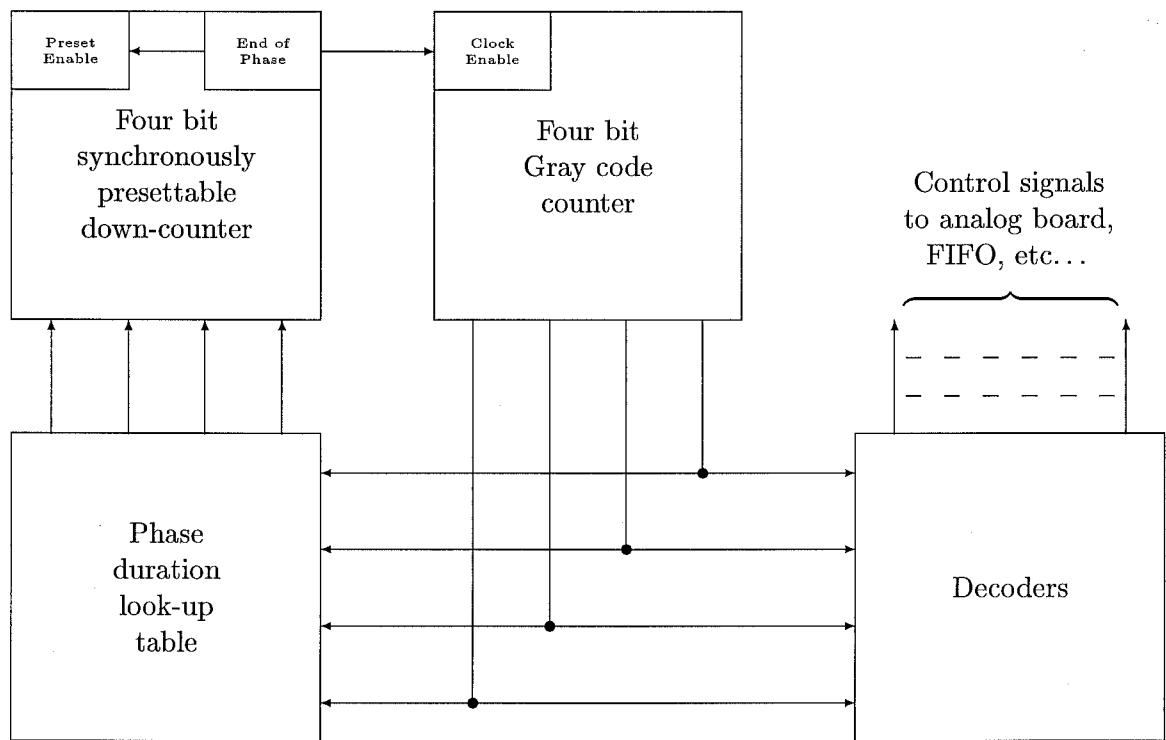 Preset
Enable
End of
Phase
Clock
Enable
Four bit
synchronously
presettable
down-counter
Four bit
Gray code
counter
Control signals
to analog board,
FIFO, etc...
Phase
duration
look-up
table
Decoders